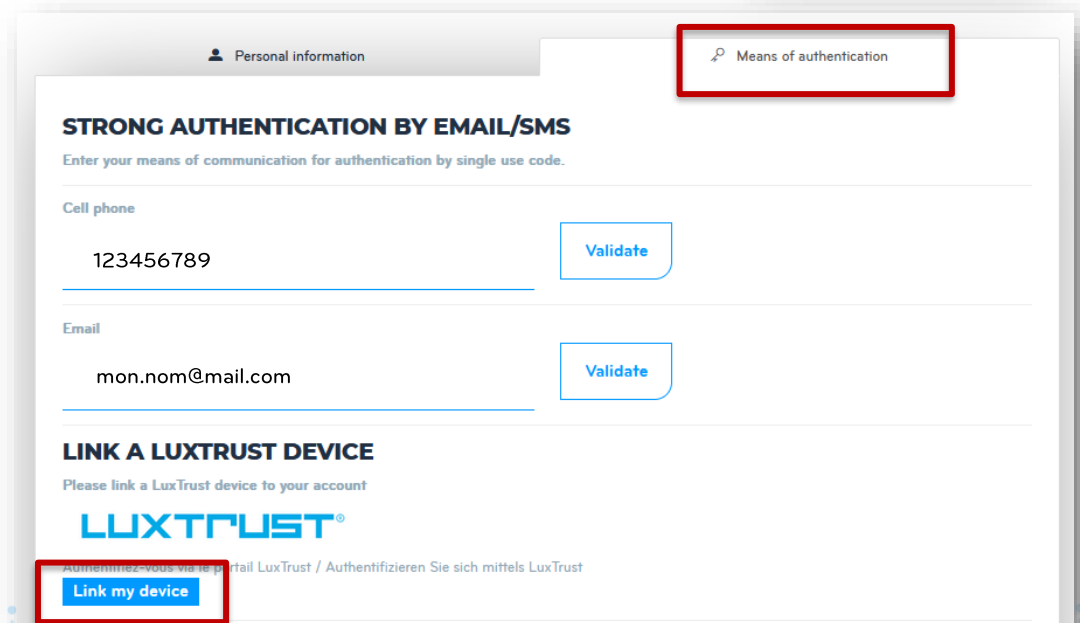 Personal information
Means of authentication
STRONG AUTHENTICATION BY EMAIL/SMS
Enter your means of communication for authentication by single use code.
Cell phone
123456789
Validate
Email
mon.nom@mail.com
Validate
LINK A LUXTRUST DEVICE
Please link a LuxTrust device to your account
LUXTRUST®
Authentifiez-vous via le portail LuxTrust / Authentifizieren Sie sich mittels LuxTrust
Link my device